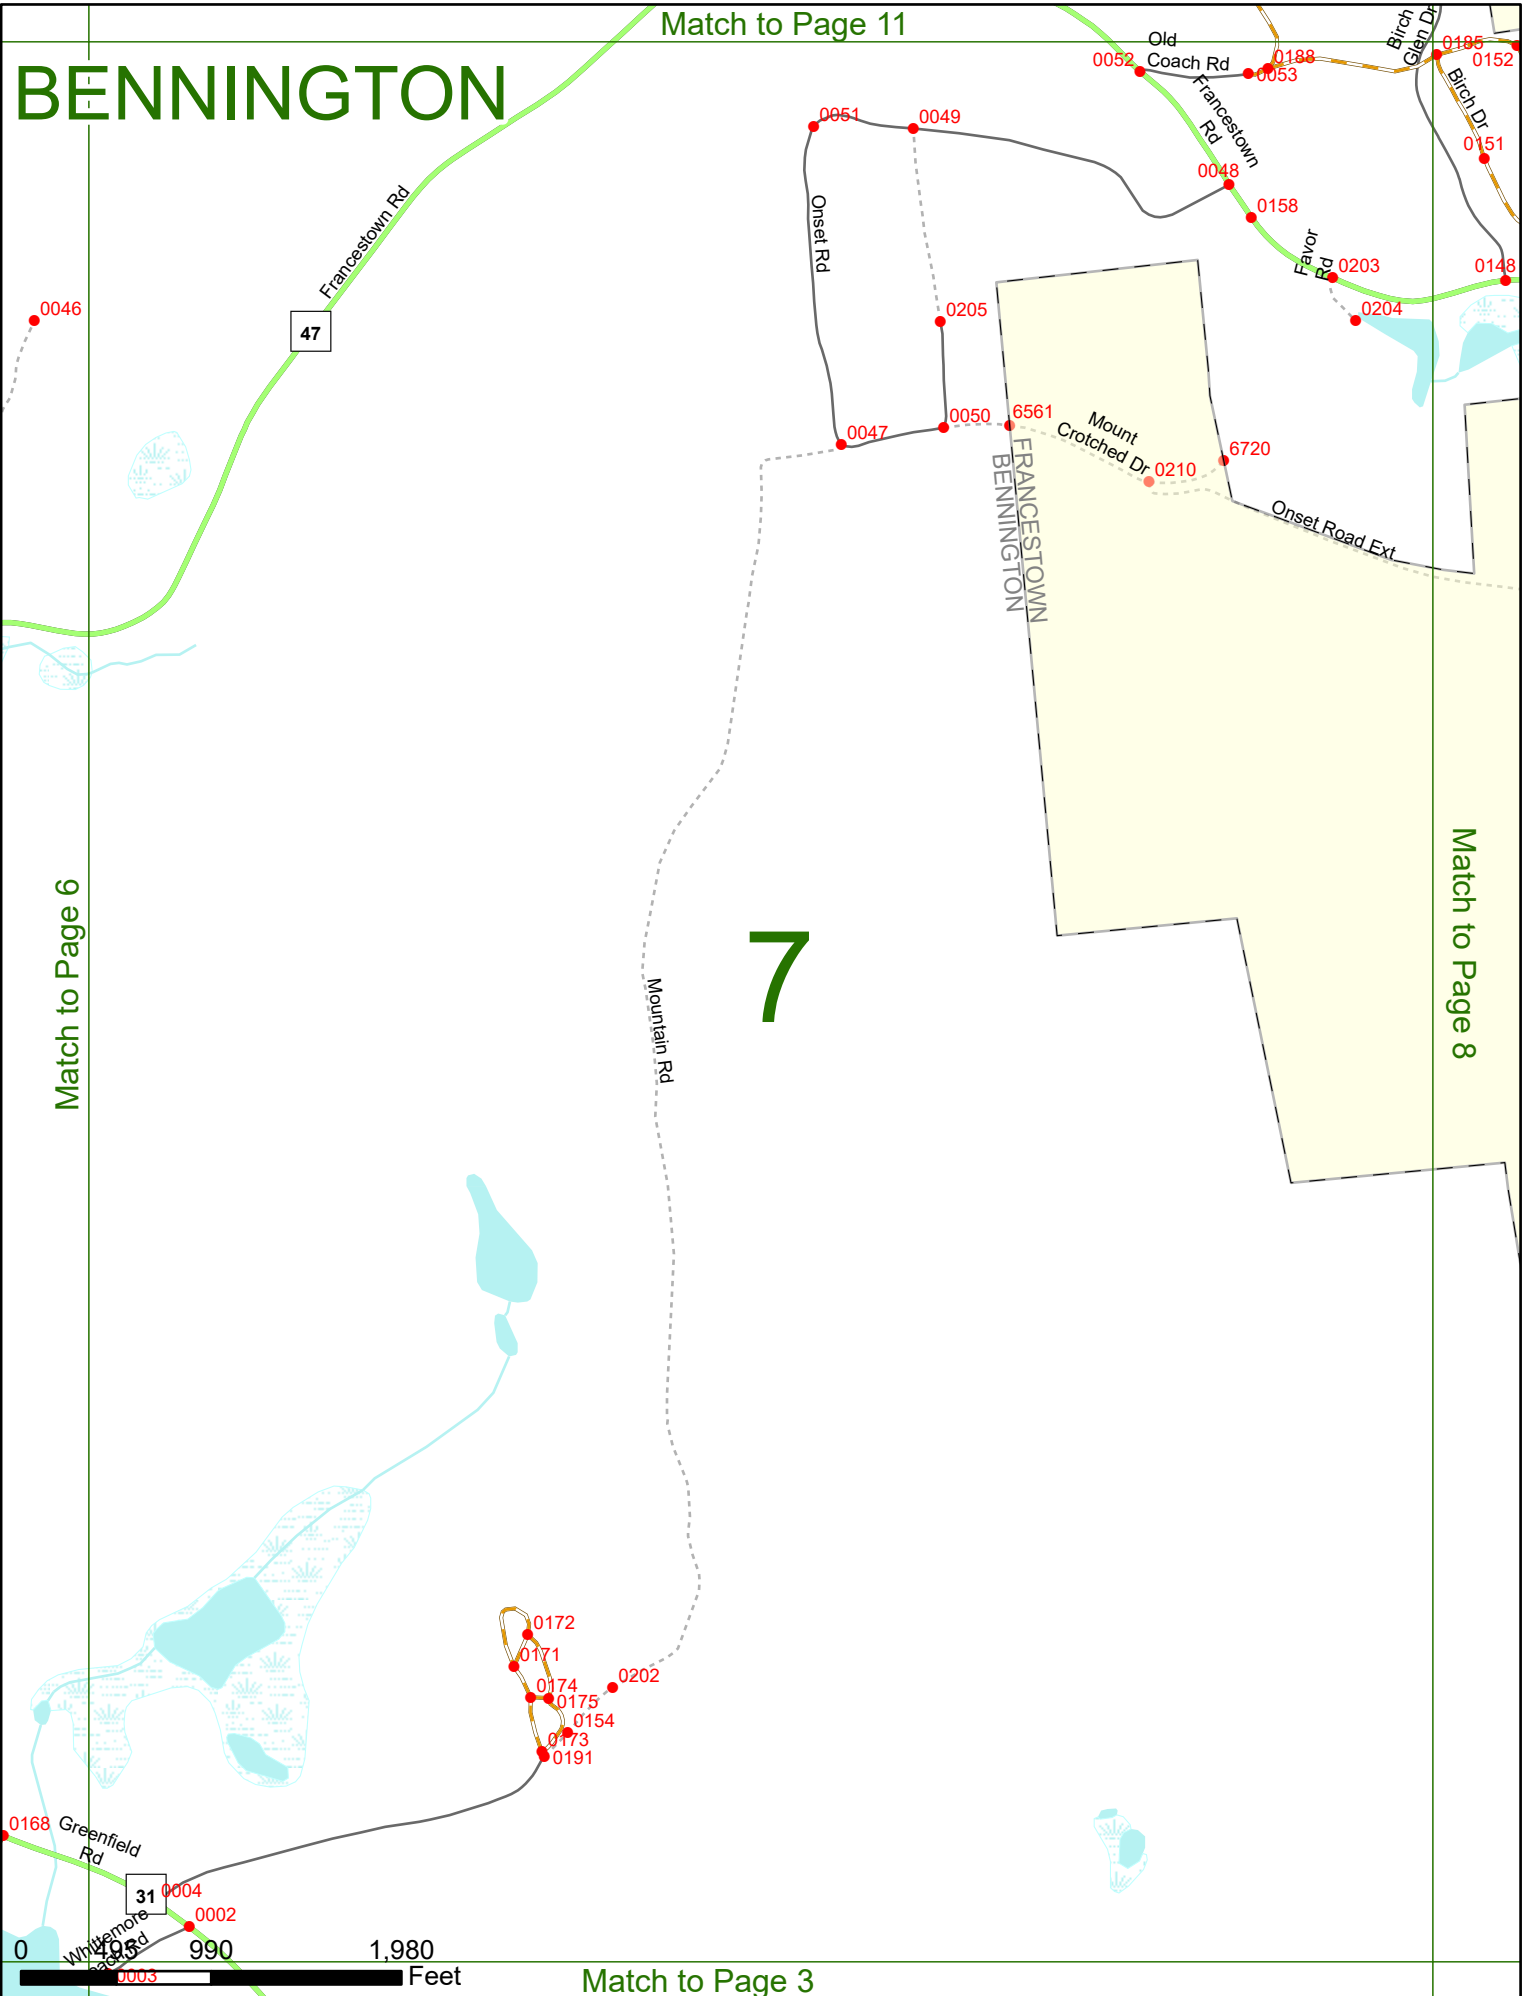 Match to Page 11
BENNINGTON
Old
Coach Rd
0052
0053
0188
Birch
Glen Dr
0185
0152
Birch Dr
0151
Francestown
Rd
0051
0049
0048
0158
Onset Rd
Francestown Rd
47
0046
Favor
Rd
0203
0204
0148
0205
0050
0047
6561
Mount
Crotched Dr
0210
6720
Onset Road Ext
FRANCESTOWN
BENNINGTON
Match to Page 6
Match to Page 8
7
Mountain Rd
0172
0171
0174
0175
0202
0154
0173
0191
0168
Greenfield
Rd
31
0004
0002
Whittemore
Rd
0003
0
495
990
1,980
Feet
Match to Page 3